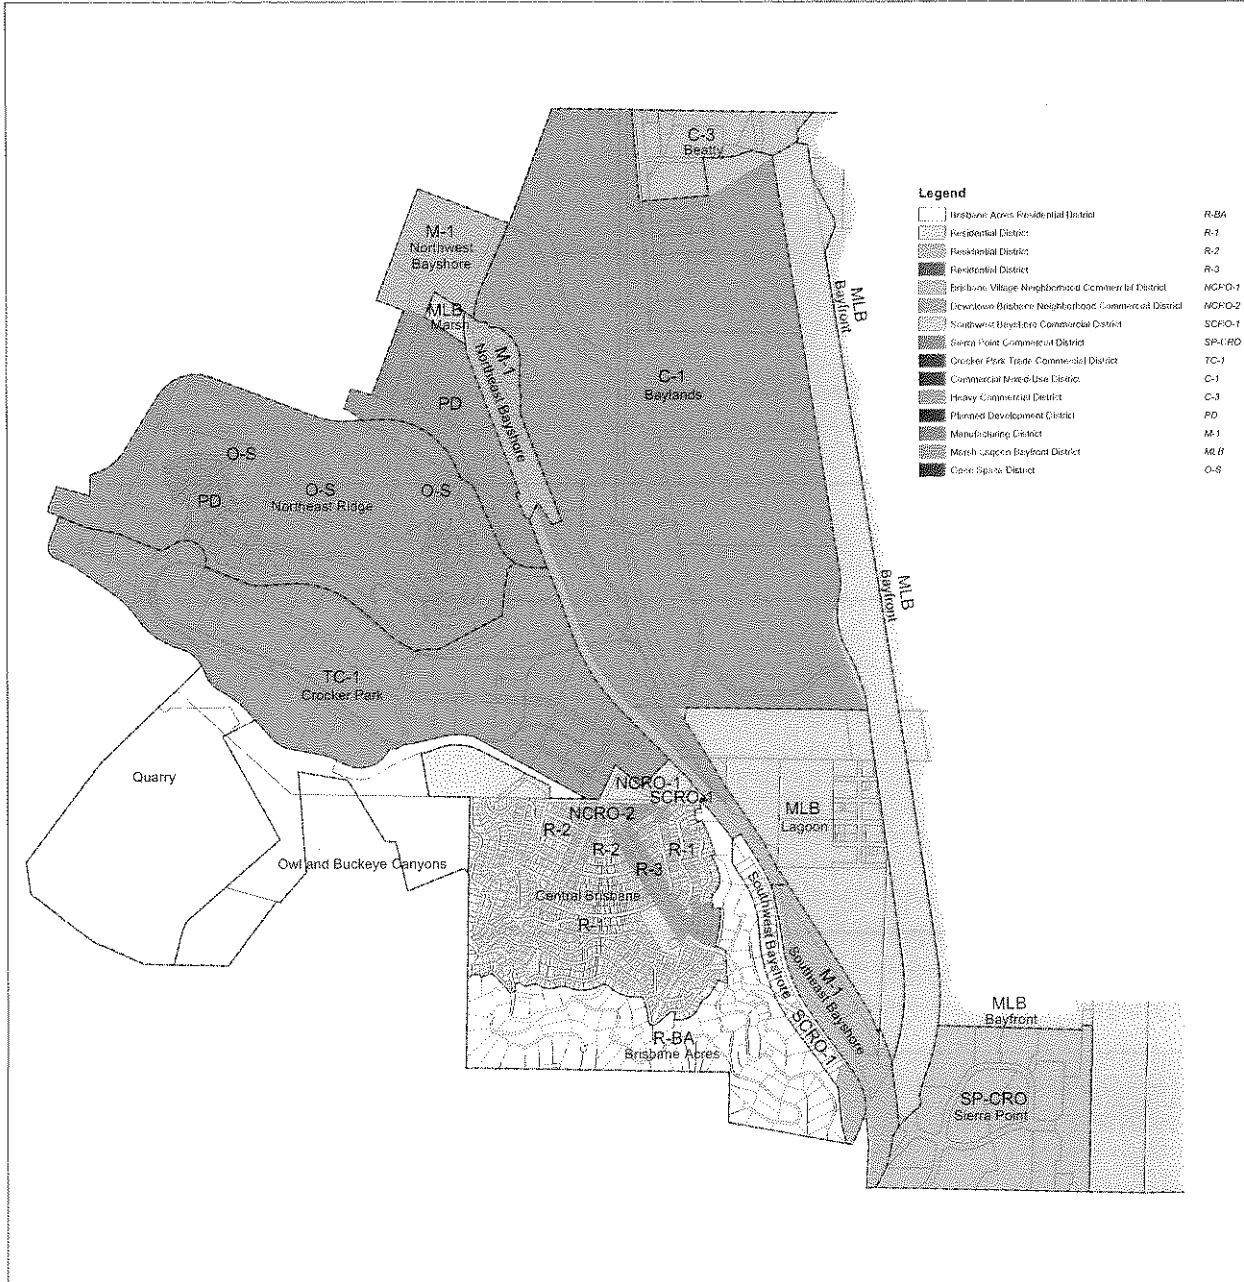 C-3
Beatty
Legend
Brisbane Acres Residential District R-BA
Residential District R-1
Residential District R-2
Residential District R-3
Brisbane Village Neighborhood Commercial District NCRO-1
Downtown Brisbane Neighborhood Commercial District NCRO-2
Southwest Bayshore Commercial District SCRO-1
Sierra Point Commercial District SP-CRO
Crocker Park Trade Commercial District TC-1
Commercial Mixed-Use District C-1
Heavy Commercial District C-3
Planned Development District PD
Manufacturing District M-1
Marsh Lagoon Bayfront District MLB
Open Space District O-S
M-1
Northwest
Bayshore
MLB
Marsh
MLB
Bayfront
M-1
Northeast Bayshore
C-1
Baylands
PD
O-S
PD
O-S
Northeast Ridge
O-S
MLB
Bayfront
TC-1
Crocker Park
Quarry
NCRO-1
SCRO-1
NCRO-2
MLB
Lagoon
R-2
R-2
R-1
R-3
Owl and Buckeye Canyons
Central Brisbane
R-1
Southwest Bayshore
SCRO-1
M-1
Southeast Bayshore
MLB
Bayfront
R-BA
Brisbane Acres
SP-CRO
Sierra Point